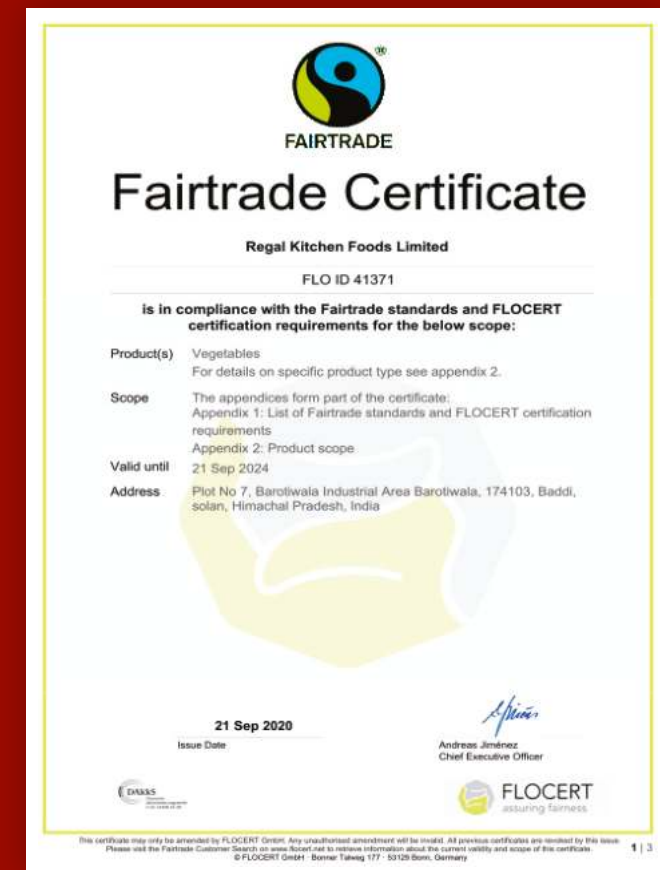 FAIRTRADE
Fairtrade Certificate
Regal Kitchen Foods Limited
FLO ID 41371
is in compliance with the Fairtrade standards and FLOCERT
certification requirements for the below scope:
Product(s) Vegetables
For details on specific product type see appendix 2.
Scope The appendices form part of the certificate:
Appendix 1: List of Fairtrade standards and FLOCERT certification
requirements
Appendix 2: Product scope
Valid until 21 Sep 2024
Address Plot No 7, Barotiwala Industrial Area Barotiwala, 174103, Baddi,
solan, Himachal Pradesh, India
21 Sep 2020
Issue Date
Andreas Jiménez
Chief Executive Officer
DAkkS
FLOCERT
assuring fairness
This certificate may only be amended by FLOCERT GmbH. Any unauthorised amendment will be invalid. All previous certificates are revoked by this issue
Please visit the Fairtrade Customer Search on www.flocert.net to retrieve information about the current validity and scope of this certificate.
© FLOCERT GmbH · Bonner Talweg 177 · 53129 Bonn, Germany
1 | 3